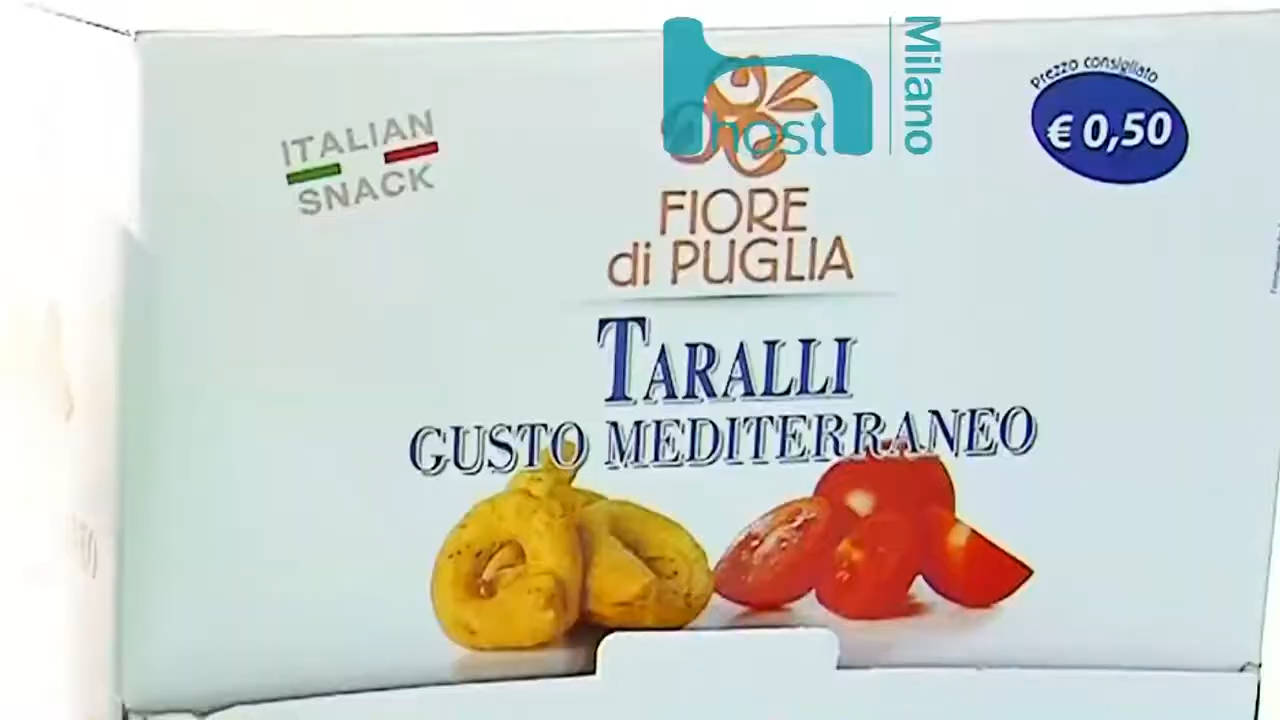 ITALIAN
SNACK
host
Milano
Prezzo consigliato
€ 0,50
FIORE
di PUGLIA
TARALLI
GUSTO MEDITERRANEO